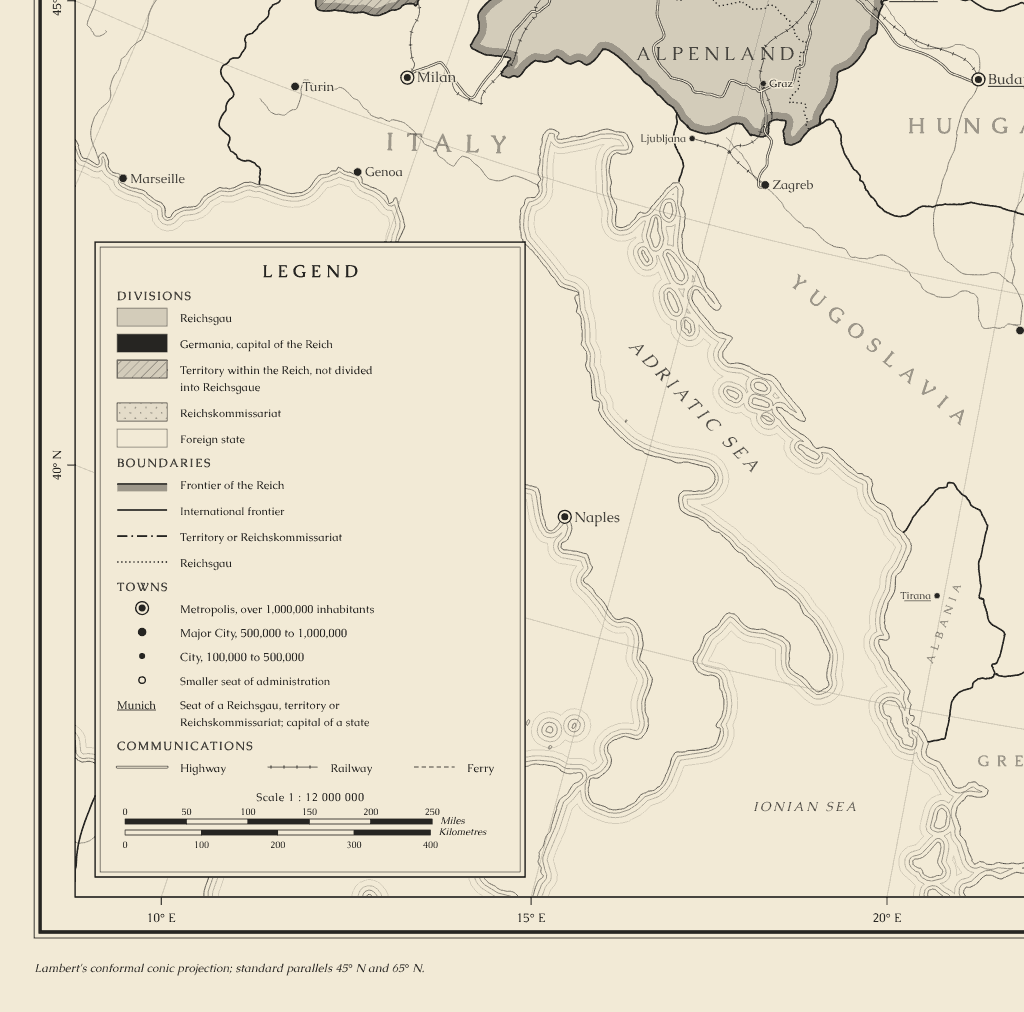 45°
ALPENLAND
Milan
Turin
Graz
Buda
HUNGA
ITALY
Ljubljana
Marseille
Genoa
Zagreb
YUGOSLAVIA
ADRIATIC SEA
40° N
Naples
Tirana
ALBANIA
GRE
IONIAN SEA
LEGEND
DIVISIONS
Reichsgau
Germania, capital of the Reich
Territory within the Reich, not divided
into Reichsgaue
Reichskommissariat
Foreign state
BOUNDARIES
Frontier of the Reich
International frontier
Territory or Reichskommissariat
Reichsgau
TOWNS
Metropolis, over 1,000,000 inhabitants
Major City, 500,000 to 1,000,000
City, 100,000 to 500,000
Smaller seat of administration
Munich Seat of a Reichsgau, territory or
Reichskommissariat; capital of a state
COMMUNICATIONS
Highway Railway Ferry
Scale 1 : 12 000 000
0 50 100 150 200 250
Miles
Kilometres
0 100 200 300 400
10° E 15° E 20° E
Lambert's conformal conic projection; standard parallels 45° N and 65° N.